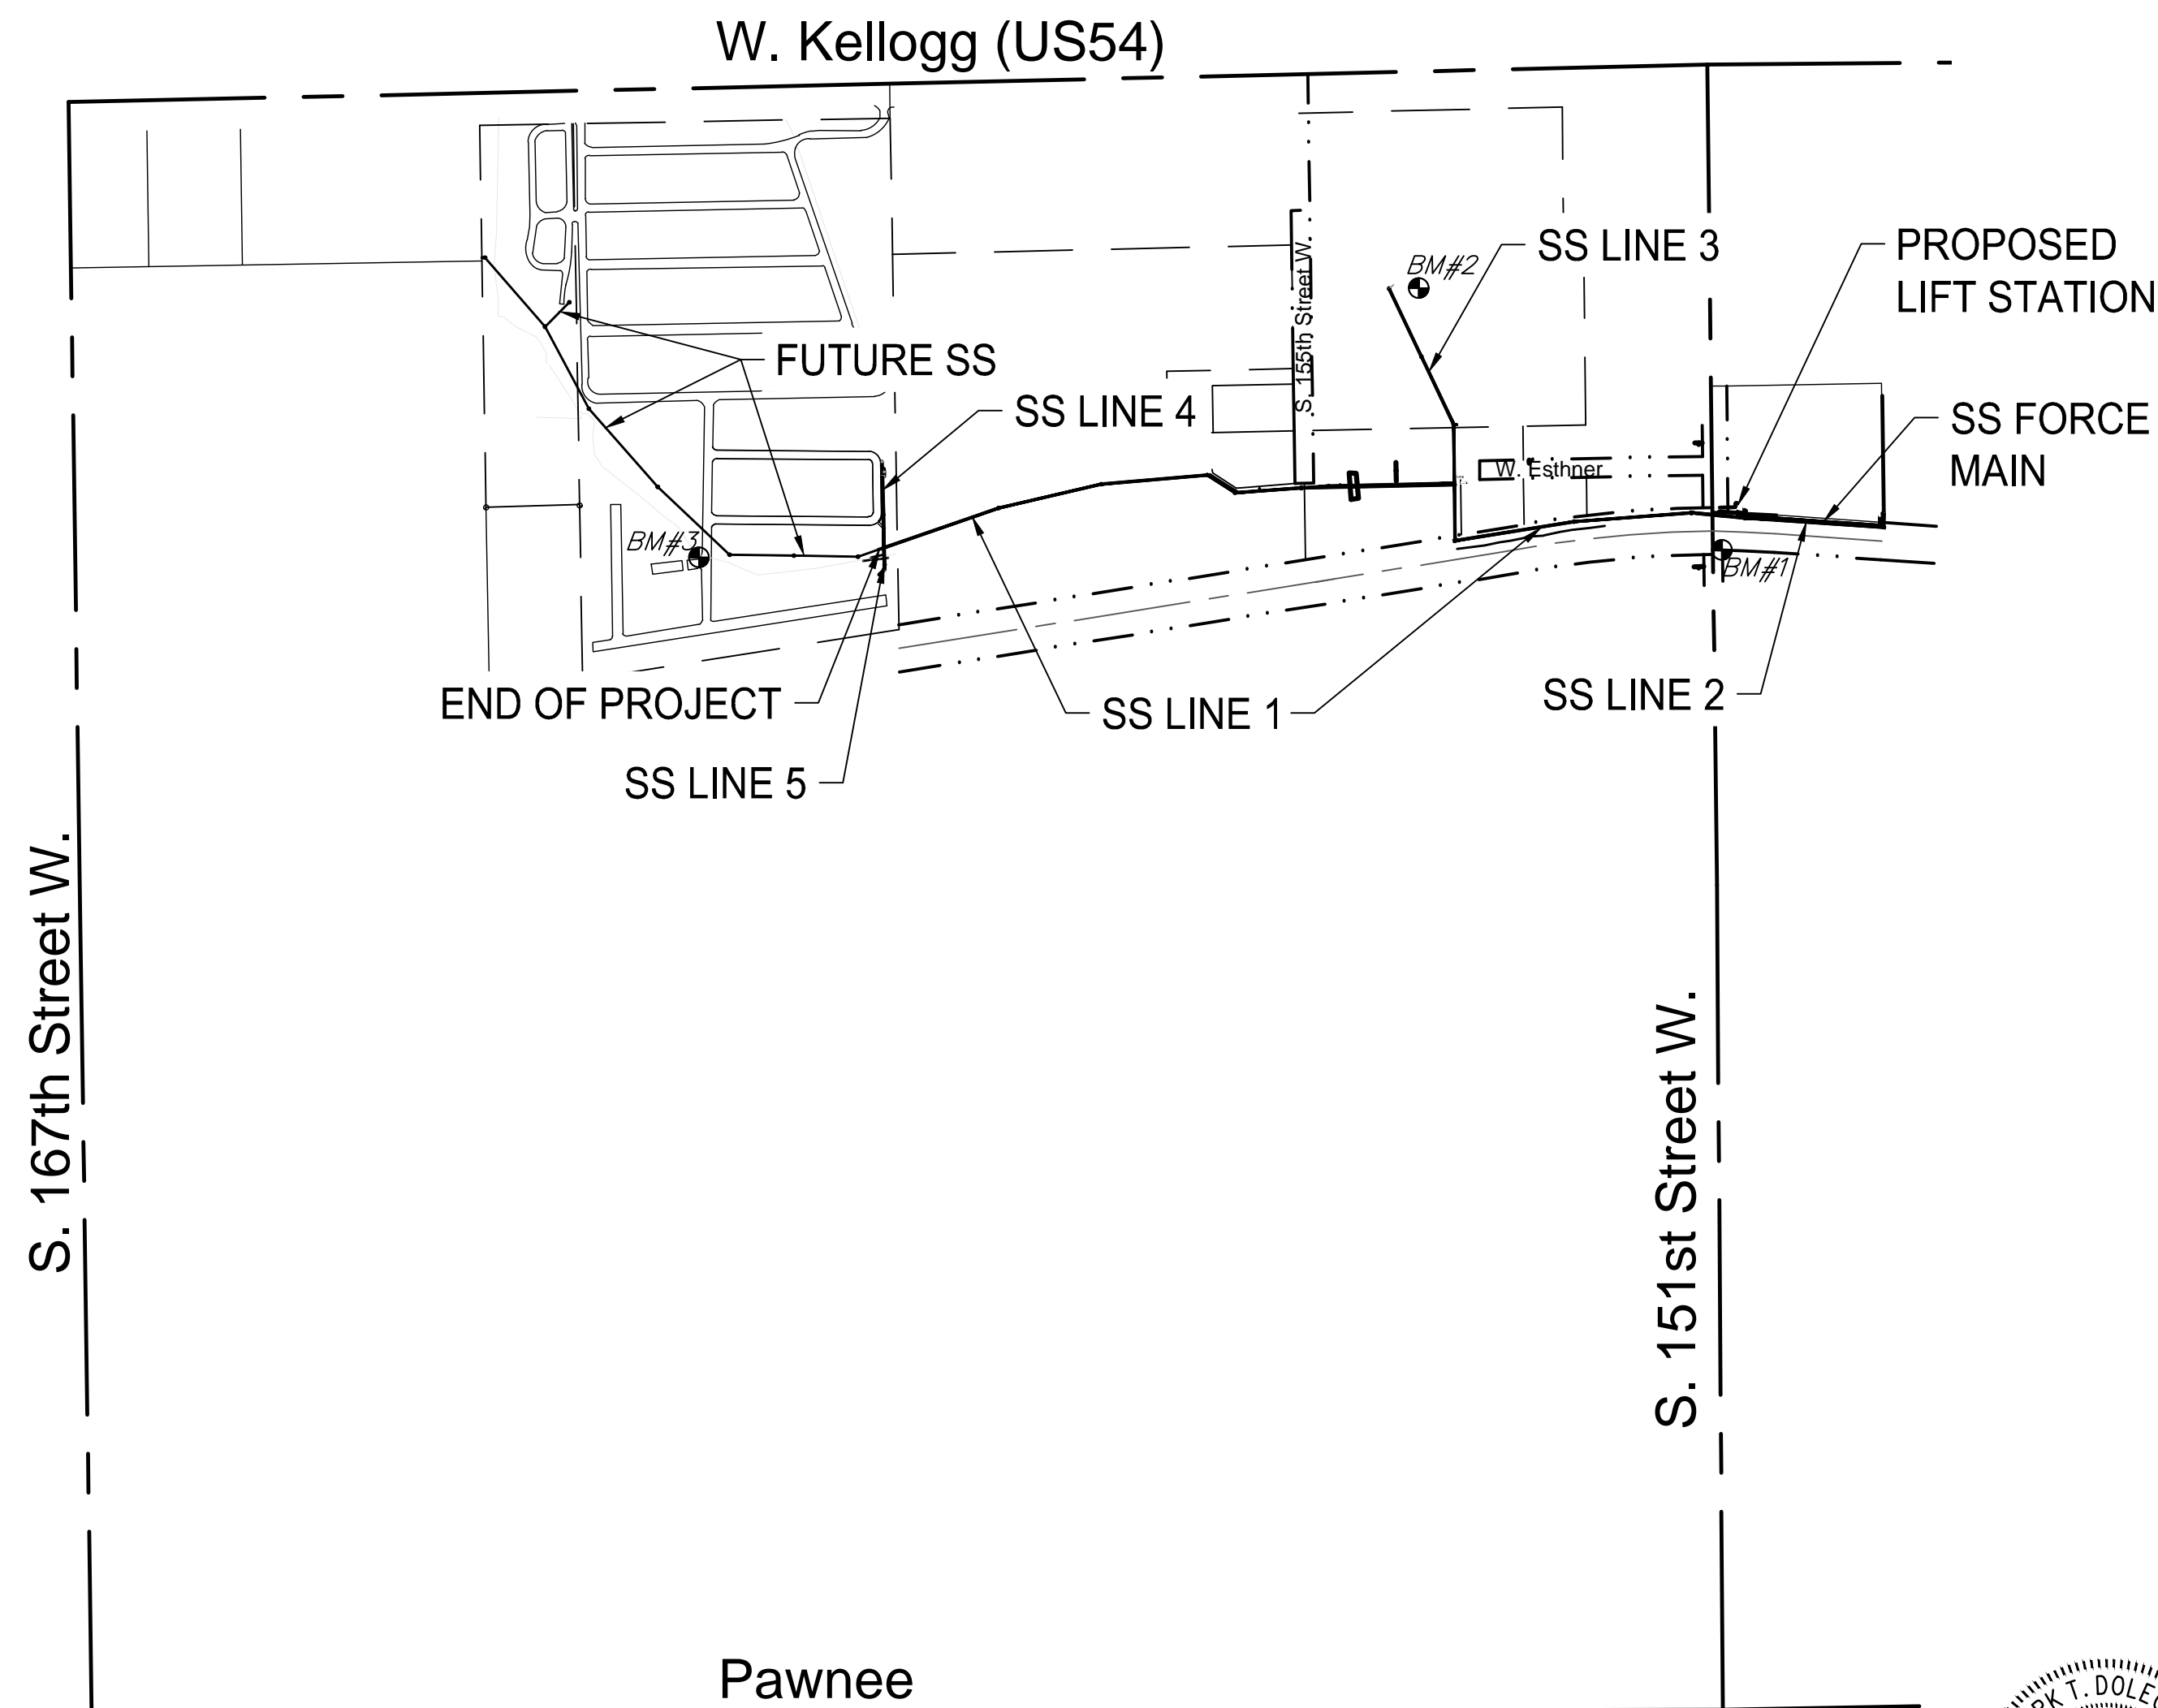 W. Kellogg (US54)
SS LINE 3
PROPOSED
LIFT STATION
BM#2
S. 155th Street W.
FUTURE SS
SS LINE 4
SS FORCE
MAIN
W. Esthner
BM#3
BM#1
END OF PROJECT
SS LINE 1
SS LINE 2
SS LINE 5
S. 167th Street W.
S. 151st Street W.
Pawnee